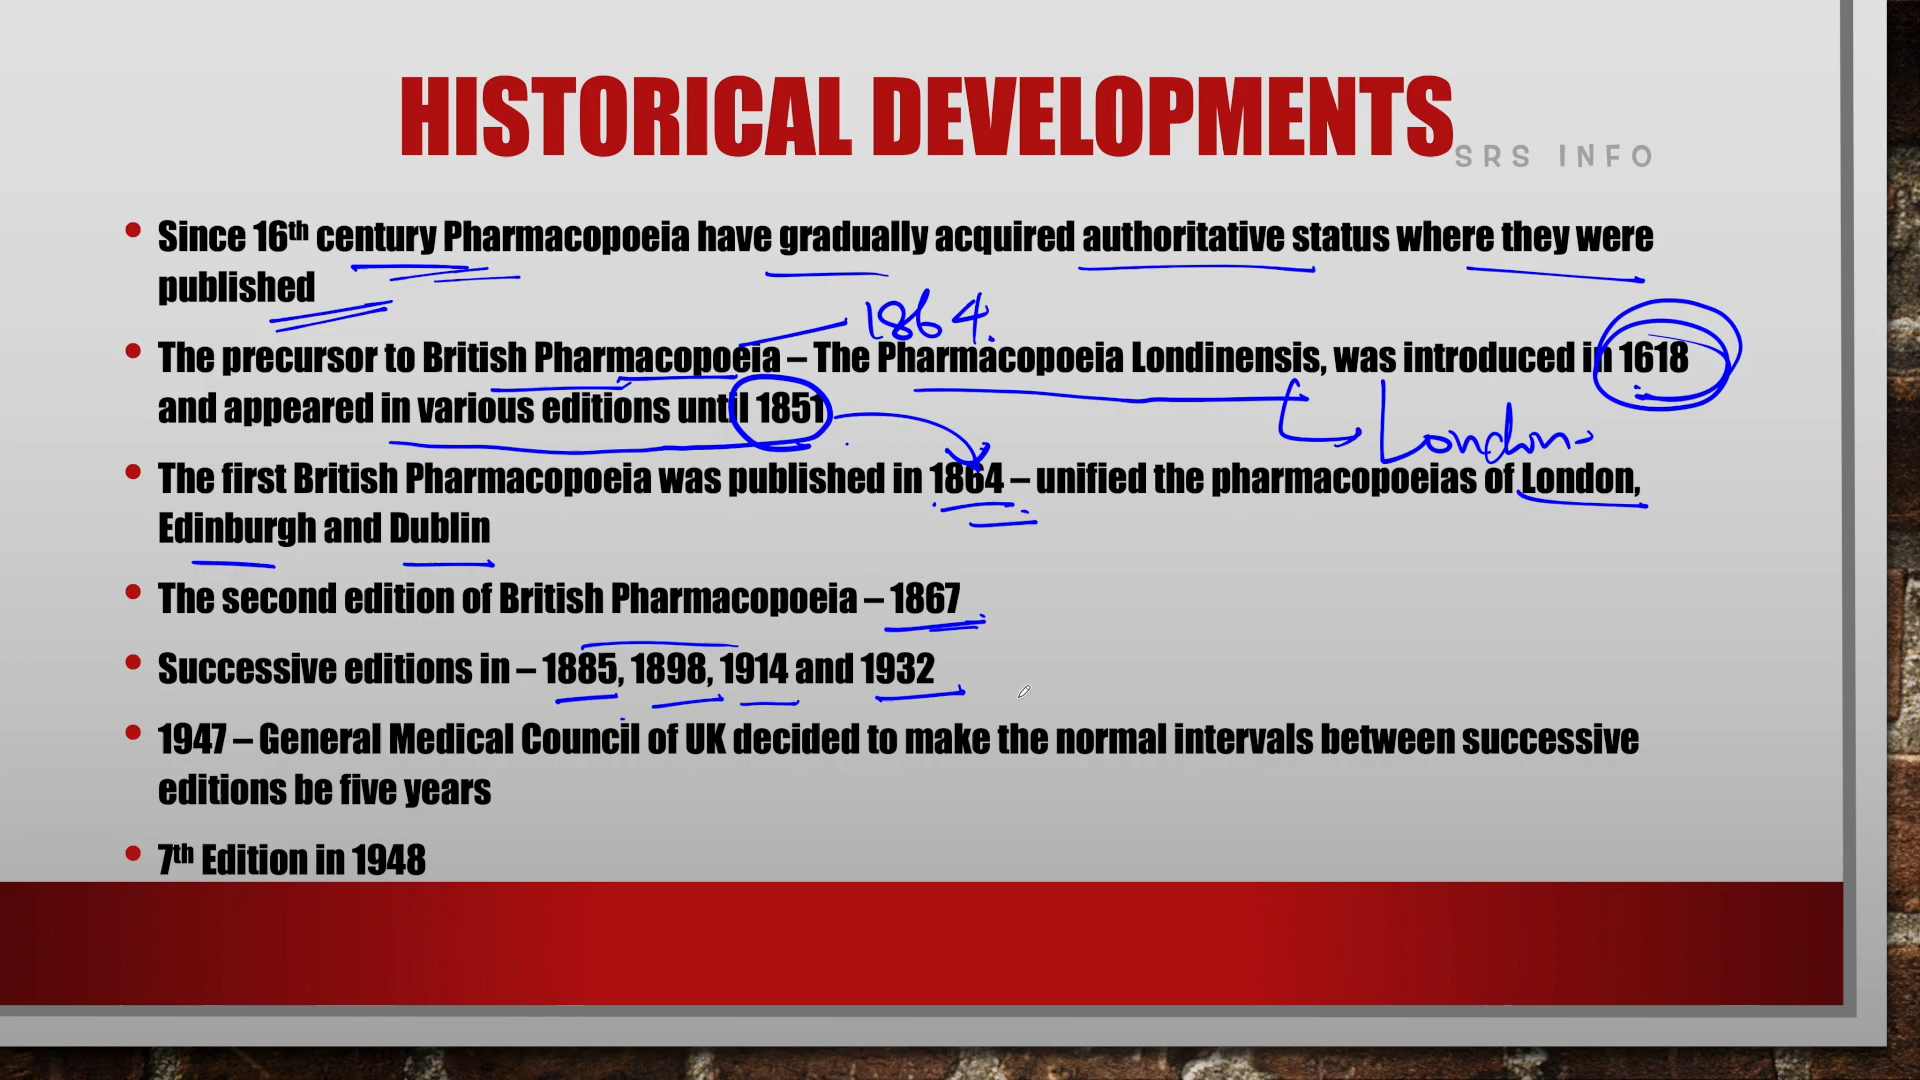 HISTORICAL DEVELOPMENTS
SRS INFO
• Since 16th century Pharmacopoeia have gradually acquired authoritative status where they were
published
1864.
• The precursor to British Pharmacopoeia – The Pharmacopoeia Londinensis, was introduced in 1618
and appeared in various editions until 1851
London
• The first British Pharmacopoeia was published in 1864 – unified the pharmacopoeias of London,
Edinburgh and Dublin
• The second edition of British Pharmacopoeia – 1867
• Successive editions in – 1885, 1898, 1914 and 1932
• 1947 – General Medical Council of UK decided to make the normal intervals between successive
editions be five years
• 7th Edition in 1948